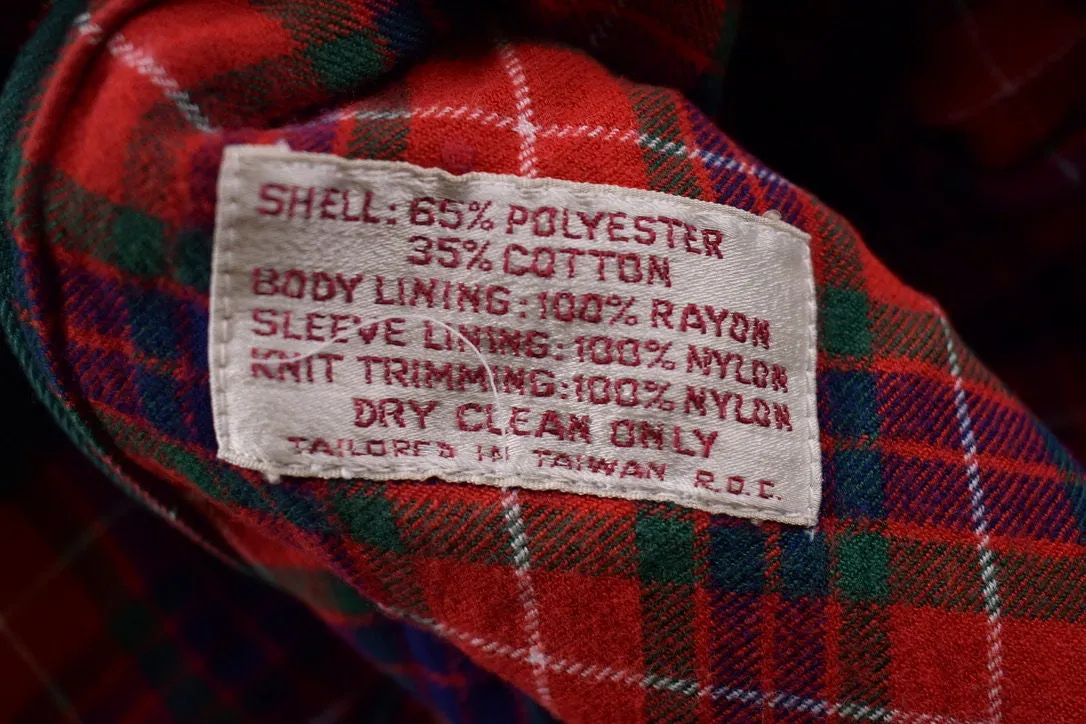 SHELL: 65% POLYESTER
35% COTTON
BODY LINING: 100% RAYON
SLEEVE LINING: 100% NYLON
KNIT TRIMMING: 100% NYLON
DRY CLEAN ONLY
TAILORED IN TAIWAN R.O.C.